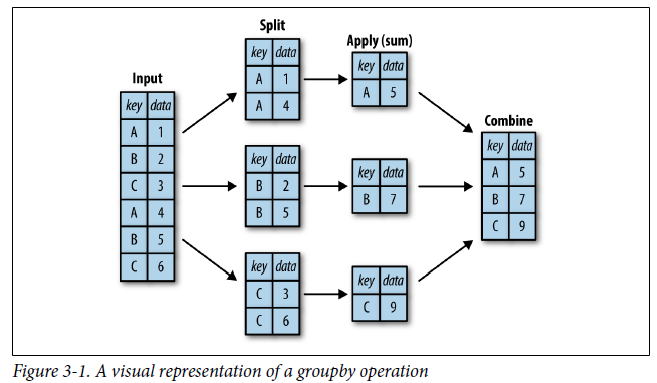 Input
key data
A 1
B 2
C 3
A 4
B 5
C 6
Split
key data
A 1
A 4
key data
B 2
B 5
key data
C 3
C 6
Apply (sum)
key data
A 5
key data
B 7
key data
C 9
Combine
key data
A 5
B 7
C 9
Figure 3-1. A visual representation of a groupby operation